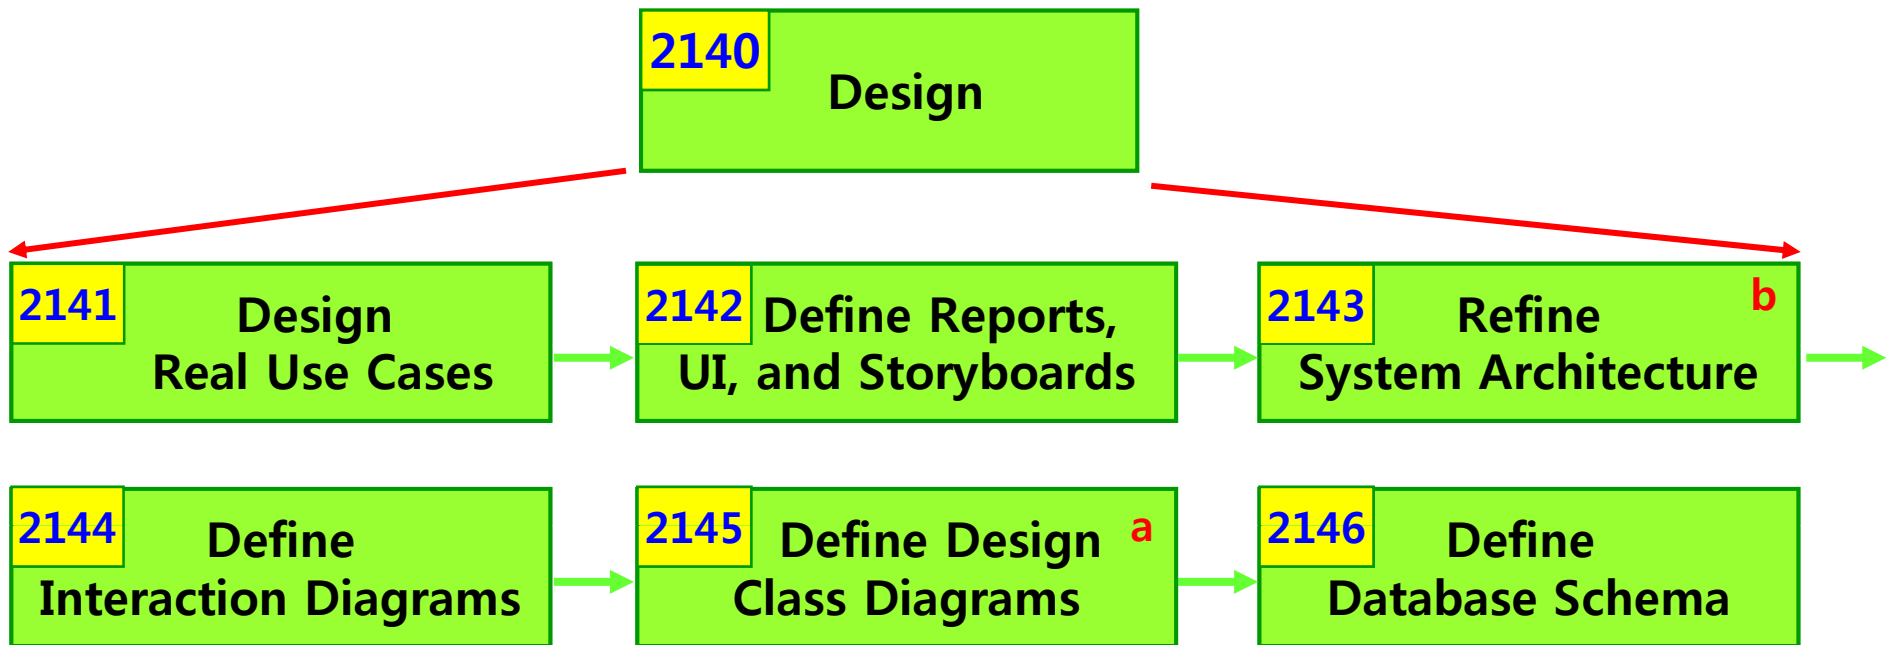 2140
Design
2141
Design
Real Use Cases
2142
Define Reports,
UI, and Storyboards
2143
Refine
b
System Architecture
2144
Define
Interaction Diagrams
2145
Define Design
a
Class Diagrams
2146
Define
Database Schema